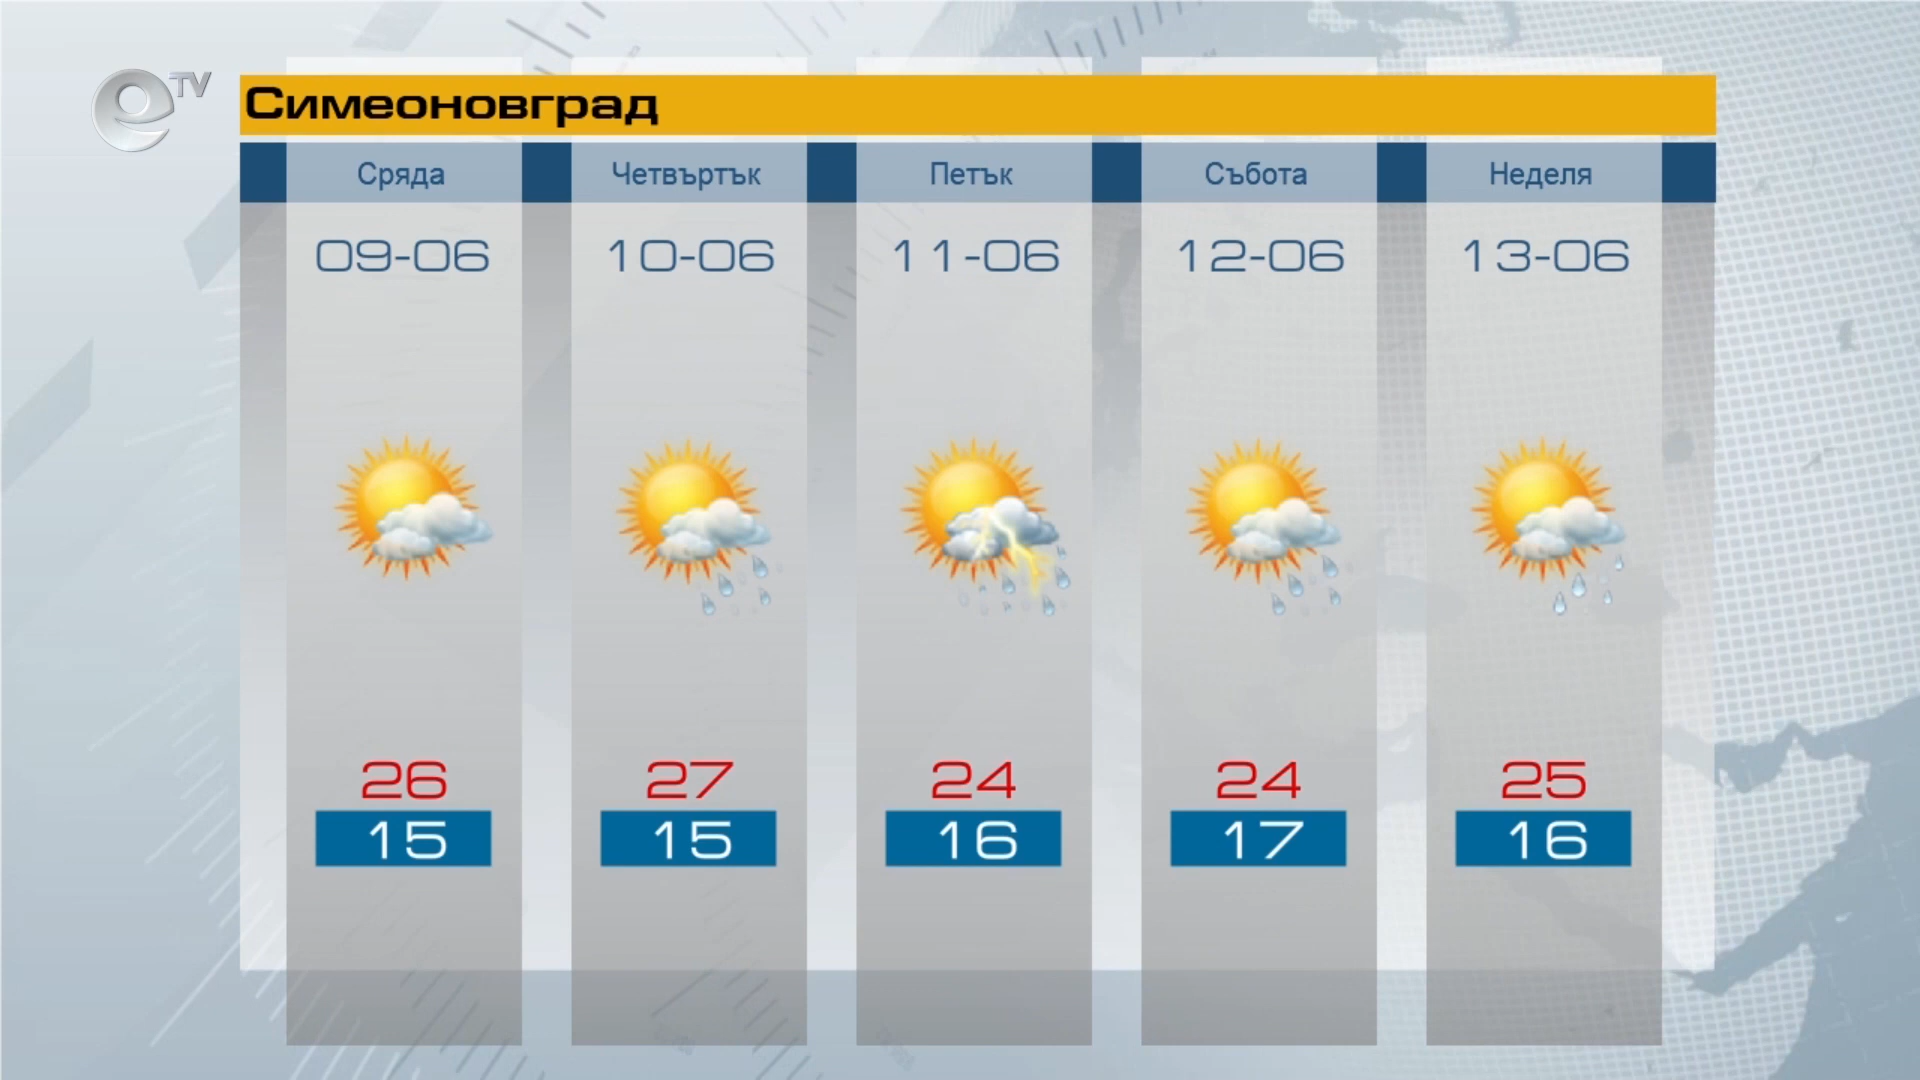 eTV
Симеоновград
Сряда Четвъртък Петък Събота Неделя
09-06 10-06 11-06 12-06 13-06
26 27 24 24 25
15 15 16 17 16